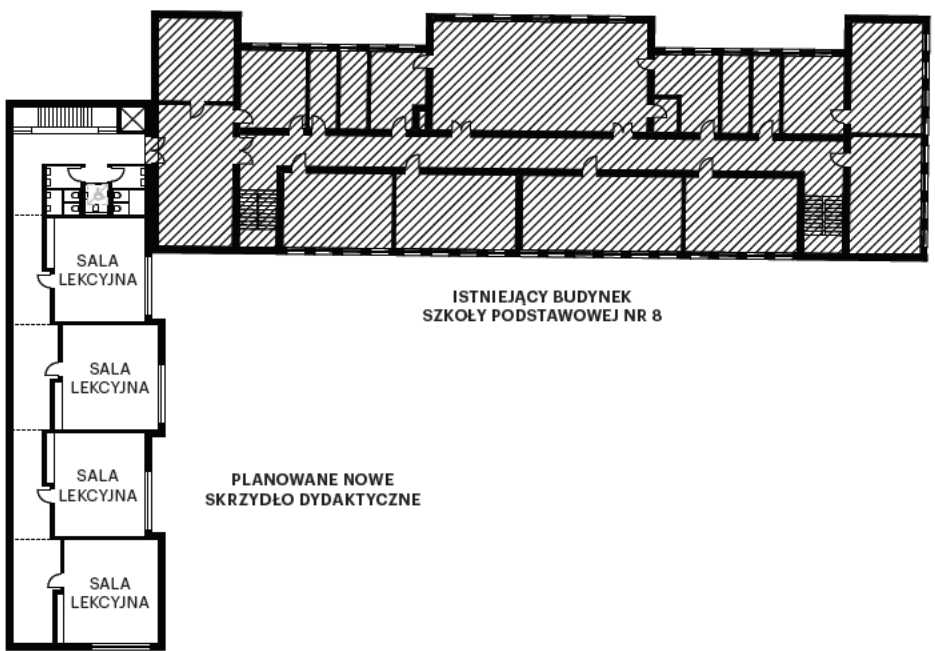 SALA
LEKCYJNA
ISTNIEJĄCY BUDYNEK
SZKOŁY PODSTAWOWEJ NR 8
SALA
LEKCYJNA
SALA
LEKCYJNA
PLANOWANE NOWE
SKRZYDŁO DYDAKTYCZNE
SALA
LEKCYJNA